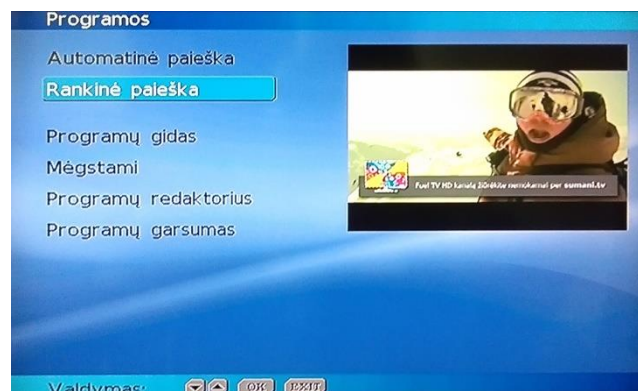 Programos
Automatinė paieška
Rankinė paieška
Programų gidas
Mėgstami
Programų redaktorius
Programų garsumas
Fuel TV HD kanalą žiūrėkite nemokamai per sumani.tv
Valdymas: OK EXIT